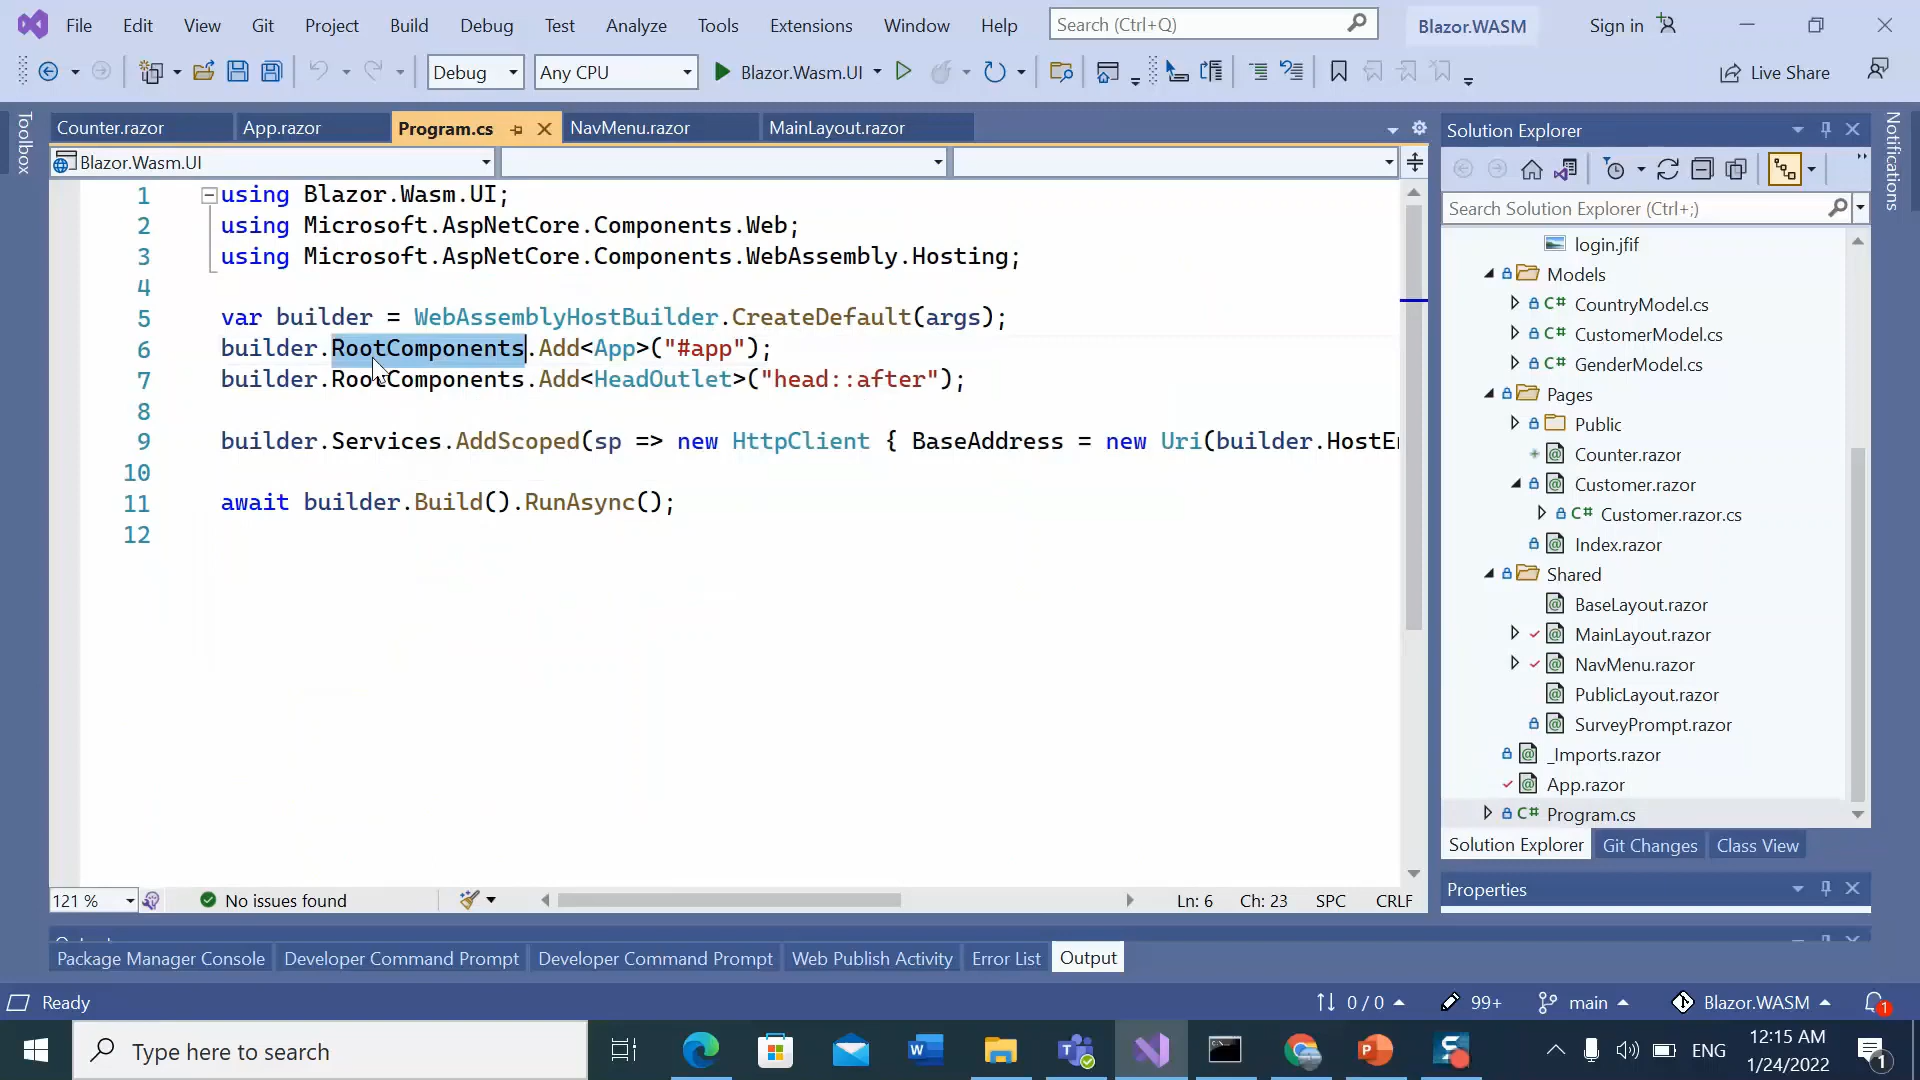 File Edit View Git Project Build Debug Test Analyze Tools Extensions Window Help Search (Ctrl+Q) Blazor.WASM Sign in
Debug Any CPU Blazor.Wasm.UI Live Share
Toolbox
Counter.razor App.razor Program.cs NavMenu.razor MainLayout.razor
Blazor.Wasm.UI
1 using Blazor.Wasm.UI;
2 using Microsoft.AspNetCore.Components.Web;
3 using Microsoft.AspNetCore.Components.WebAssembly.Hosting;
4
5 var builder = WebAssemblyHostBuilder.CreateDefault(args);
6 builder.RootComponents.Add<App>("#app");
7 builder.RootComponents.Add<HeadOutlet>("head::after");
8
9 builder.Services.AddScoped(sp => new HttpClient { BaseAddress = new Uri(builder.HostEn
10
11 await builder.Build().RunAsync();
12
121 % No issues found Ln: 6 Ch: 23 SPC CRLF
Solution Explorer
Search Solution Explorer (Ctrl+;)
login.jfif
Models
C# CountryModel.cs
C# CustomerModel.cs
C# GenderModel.cs
Pages
Public
Counter.razor
Customer.razor
C# Customer.razor.cs
Index.razor
Shared
BaseLayout.razor
MainLayout.razor
NavMenu.razor
PublicLayout.razor
SurveyPrompt.razor
_Imports.razor
App.razor
C# Program.cs
Solution Explorer Git Changes Class View
Properties
Notifications
Package Manager Console Developer Command Prompt Developer Command Prompt Web Publish Activity Error List Output
Ready 0 / 0 99+ main Blazor.WASM 1
Type here to search ENG 12:15 AM
1/24/2022 1